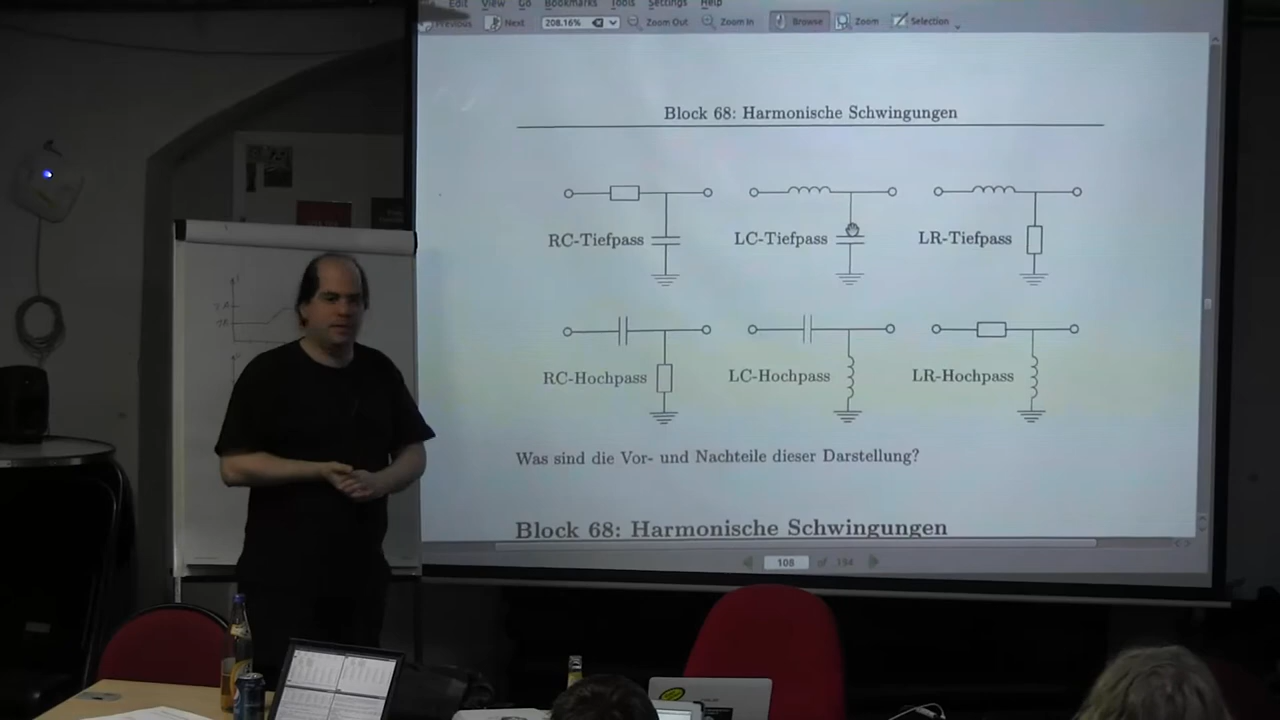 Edit View Go Bookmarks Tools Settings Help
Previous Next 208.16% Zoom Out Zoom In Browse Zoom Selection
Block 68: Harmonische Schwingungen
RC-Tiefpass LC-Tiefpass LR-Tiefpass
RC-Hochpass LC-Hochpass LR-Hochpass
Was sind die Vor- und Nachteile dieser Darstellung?
Block 68: Harmonische Schwingungen
108 of 194